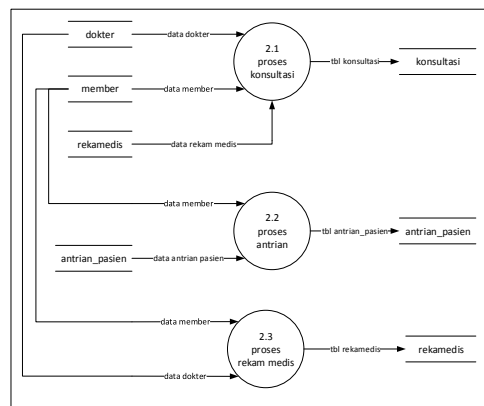 dokter
data dokter
2.1
proses
konsultasi
tbl konsultasi
konsultasi
member
data member
rekamedis
data rekam medis
data member
2.2
proses
antrian
tbl antrian_pasien
antrian_pasien
antrian_pasien
data antrian pasien
data member
2.3
proses
rekam medis
tbl rekamedis
rekamedis
data dokter